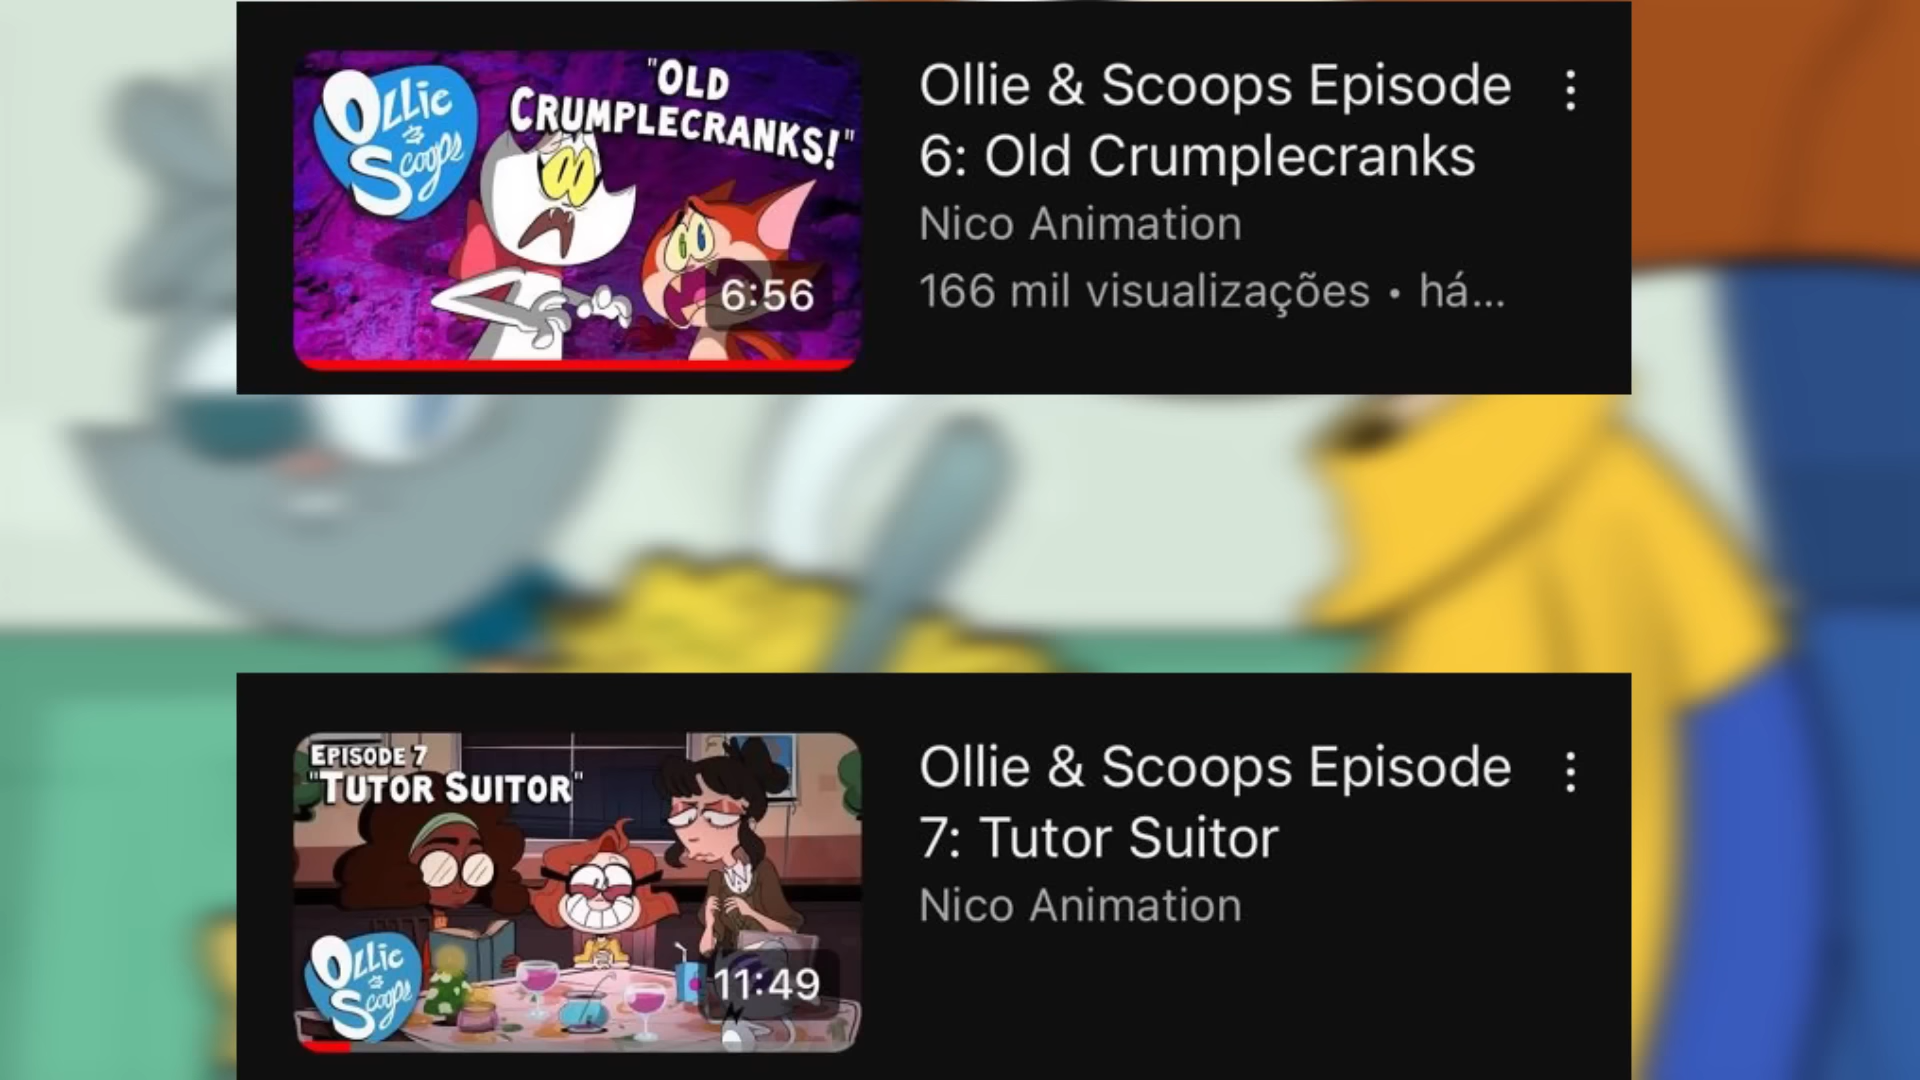 Ollie
&
Scoops
"OLD
CRUMPLECRANKS!"
6:56
Ollie & Scoops Episode
6: Old Crumplecranks
Nico Animation
166 mil visualizações • há...
EPISODE 7
"TUTOR SUITOR"
Ollie
&
Scoops
11:49
Ollie & Scoops Episode
7: Tutor Suitor
Nico Animation